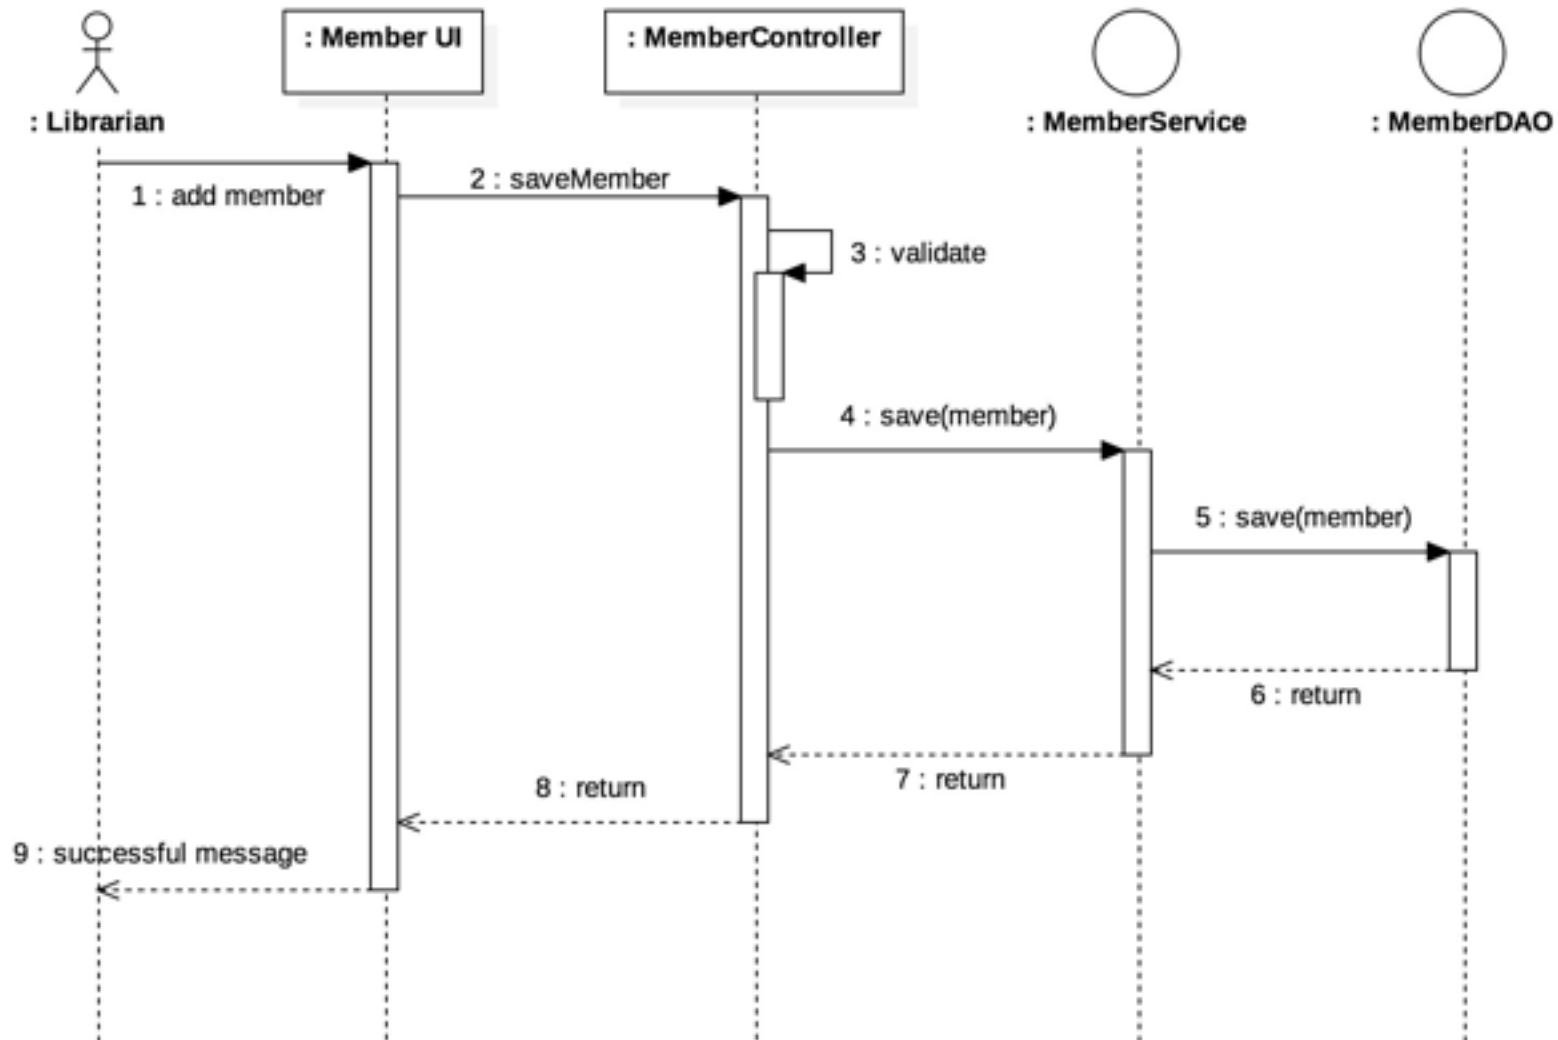 : Member UI
: MemberController
: Librarian
: MemberService
: MemberDAO
1 : add member
2 : saveMember
3 : validate
4 : save(member)
5 : save(member)
6 : return
7 : return
8 : return
9 : successful message